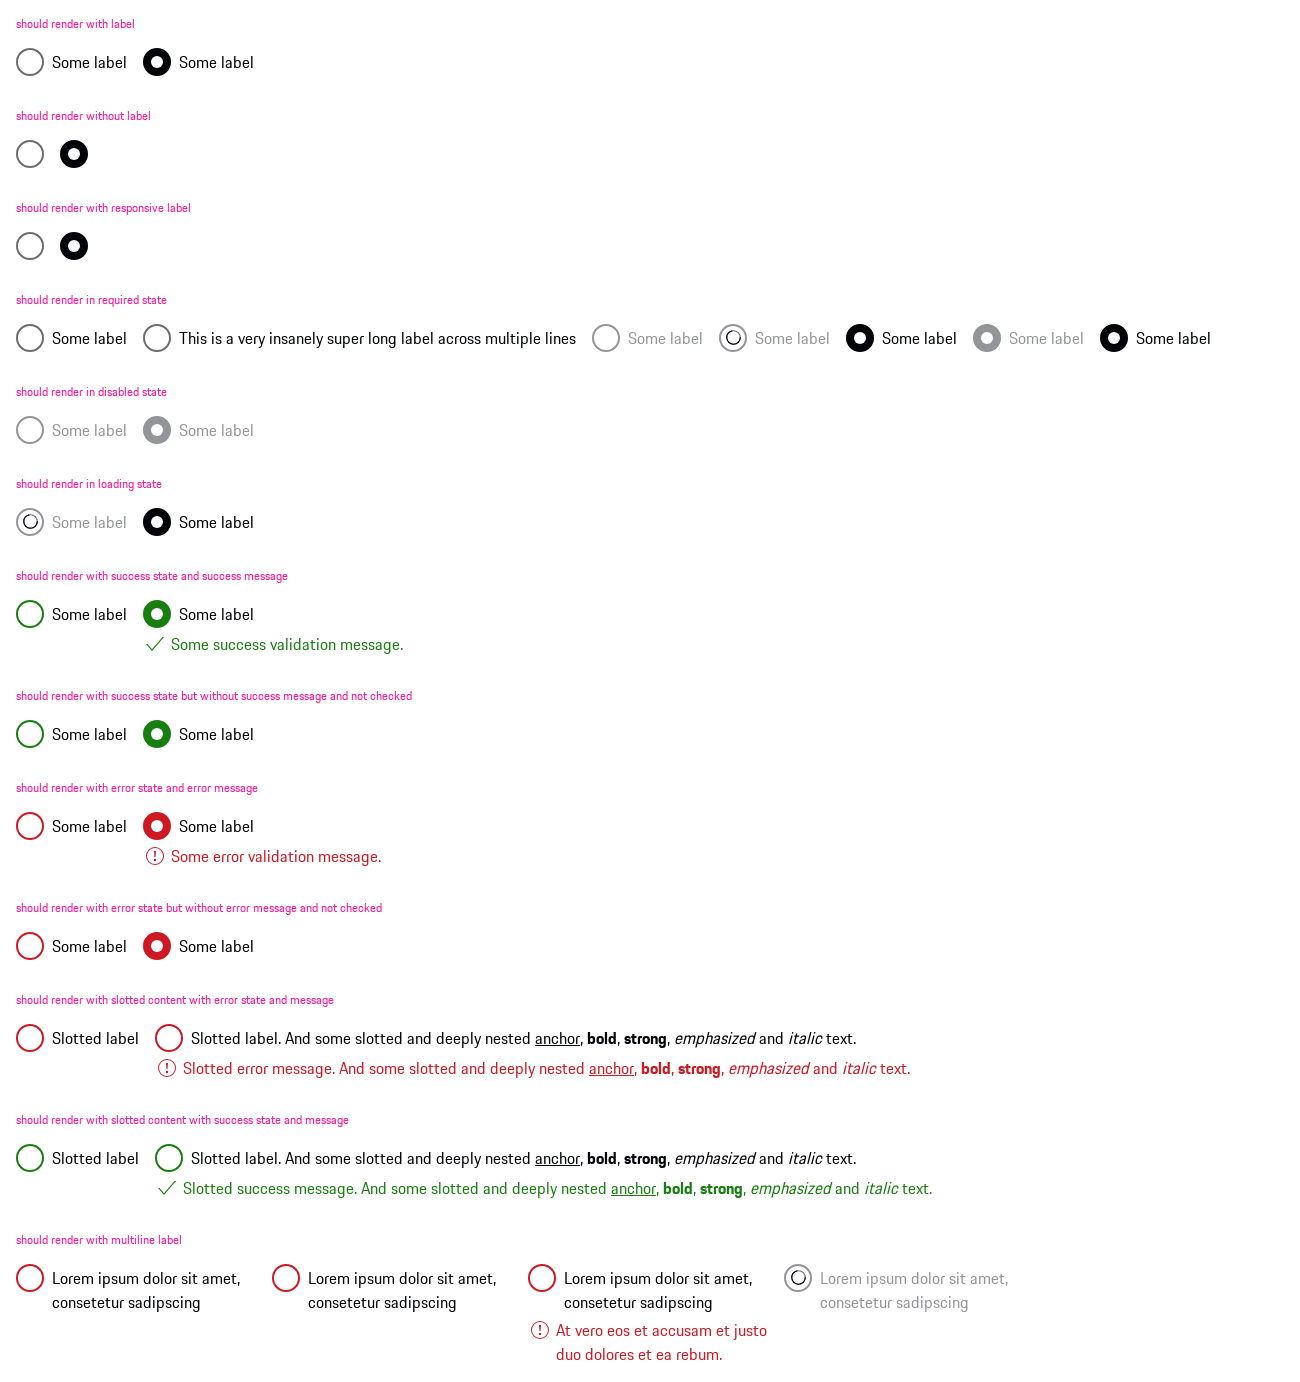 should render with label
Some label Some label
should render without label
should render with responsive label
should render in required state
Some label This is a very insanely super long label across multiple lines Some label Some label Some label Some label Some label
should render in disabled state
Some label Some label
should render in loading state
Some label Some label
should render with success state and success message
Some label Some label
Some success validation message.
should render with success state but without success message and not checked
Some label Some label
should render with error state and error message
Some label Some label
Some error validation message.
should render with error state but without error message and not checked
Some label Some label
should render with slotted content with error state and message
Slotted label Slotted label. And some slotted and deeply nested anchor, bold, strong, emphasized and italic text.
Slotted error message. And some slotted and deeply nested anchor, bold, strong, emphasized and italic text.
should render with slotted content with success state and message
Slotted label Slotted label. And some slotted and deeply nested anchor, bold, strong, emphasized and italic text.
Slotted success message. And some slotted and deeply nested anchor, bold, strong, emphasized and italic text.
should render with multiline label
Lorem ipsum dolor sit amet,
consetetur sadipscing
Lorem ipsum dolor sit amet,
consetetur sadipscing
Lorem ipsum dolor sit amet,
consetetur sadipscing
At vero eos et accusam et justo
duo dolores et ea rebum.
Lorem ipsum dolor sit amet,
consetetur sadipscing